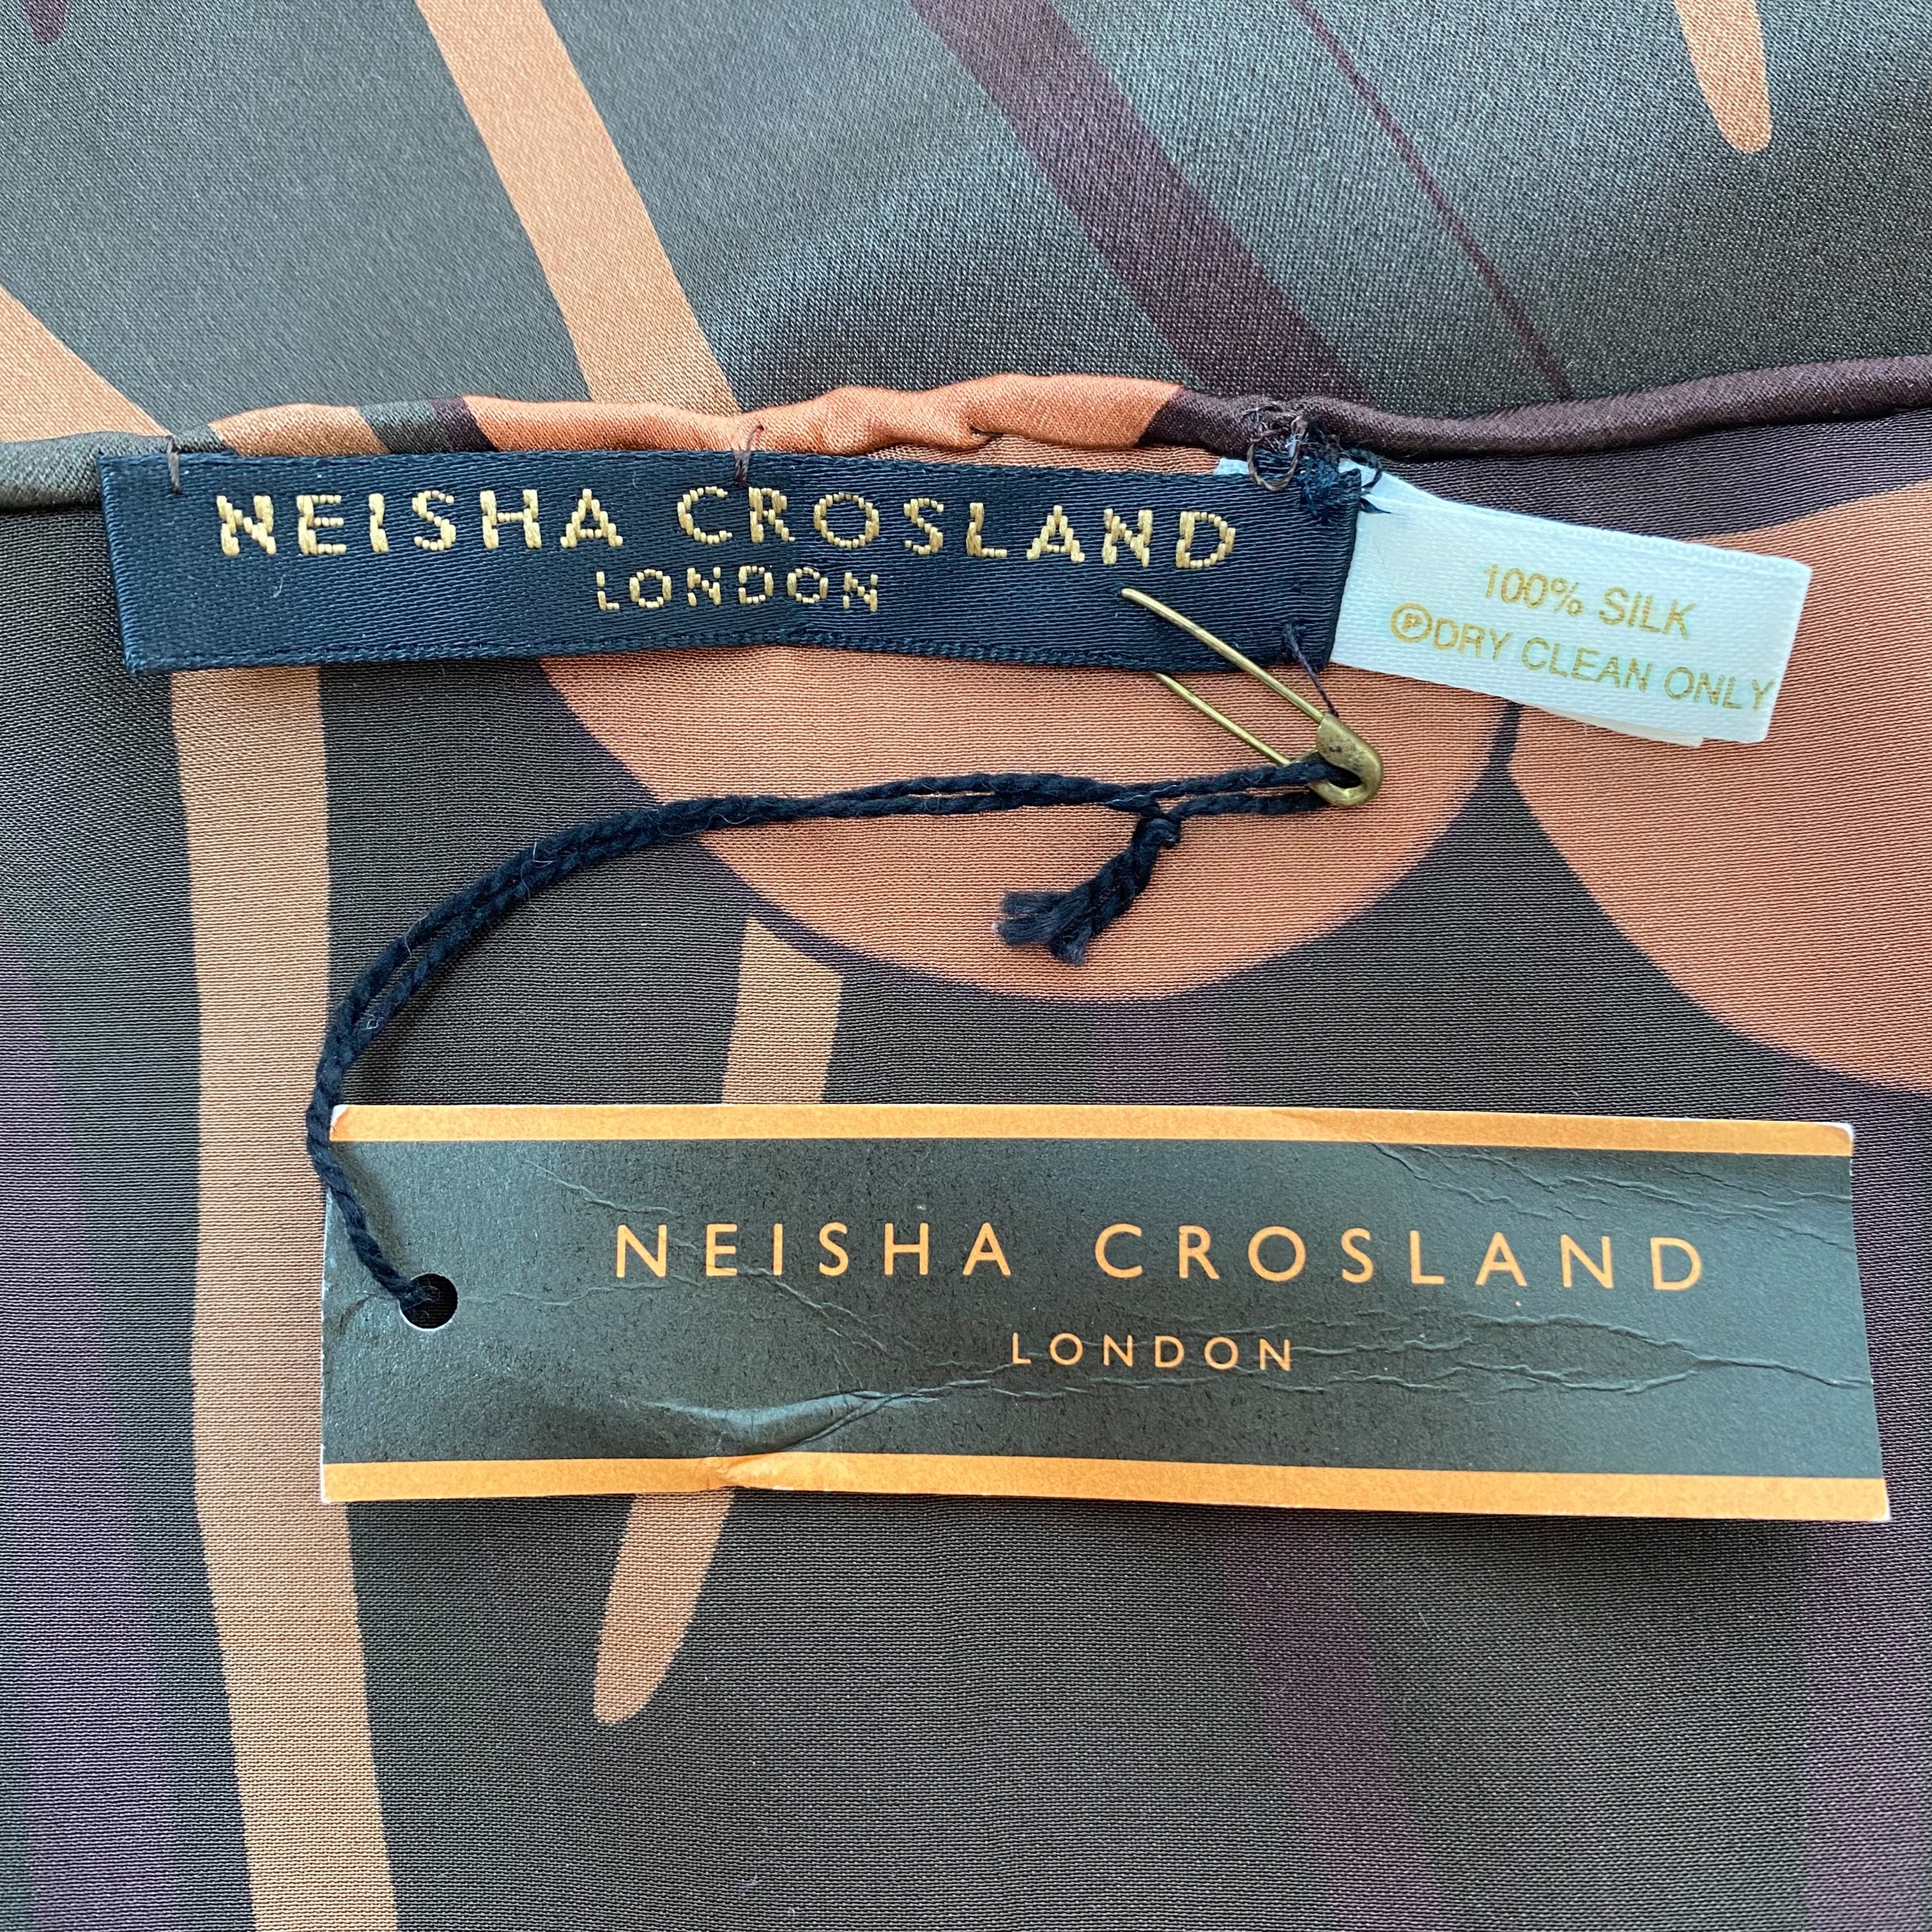 NEISHA CROSLAND
LONDON
100% SILK
ⓅDRY CLEAN ONLY
NEISHA CROSLAND
LONDON